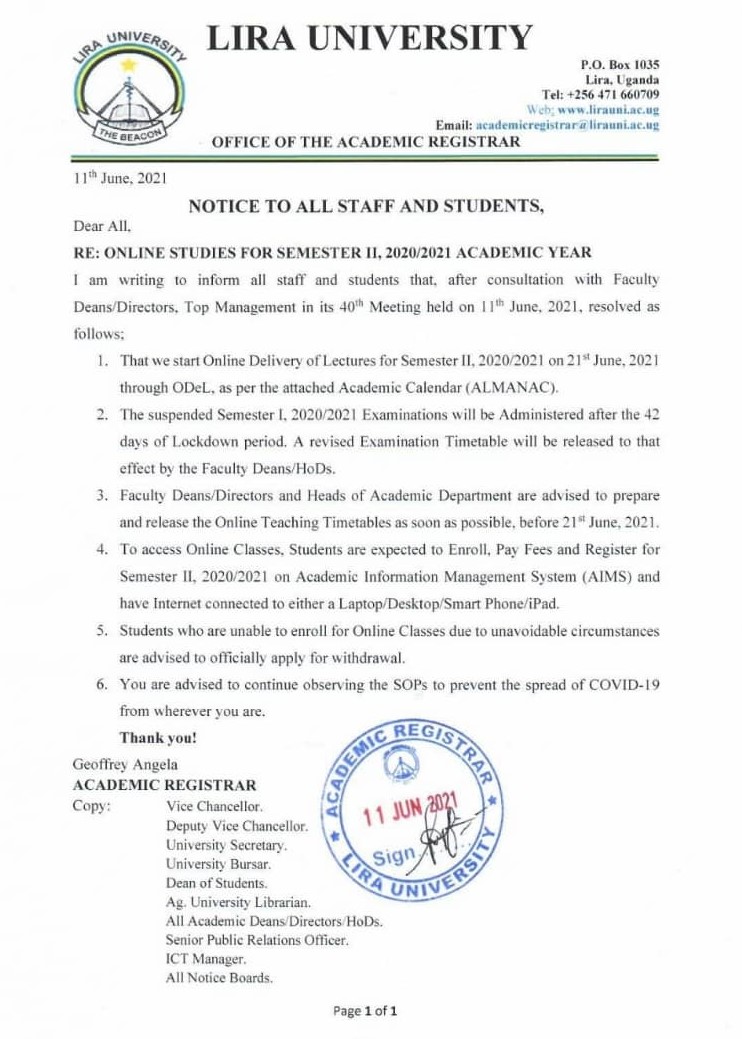 LIRA UNIVERSITY
THE BEACON
LIRA UNIVERSITY
P.O. Box 1035
Lira, Uganda
Tel: +256 471 660709
Web; www.lirauni.ac.ug
Email: academicregistrar@lirauni.ac.ug
OFFICE OF THE ACADEMIC REGISTRAR
11th June, 2021
NOTICE TO ALL STAFF AND STUDENTS,
Dear All,
RE: ONLINE STUDIES FOR SEMESTER II, 2020/2021 ACADEMIC YEAR
I am writing to inform all staff and students that, after consultation with Faculty
Deans/Directors, Top Management in its 40th Meeting held on 11th June, 2021, resolved as
follows;
1. That we start Online Delivery of Lectures for Semester II, 2020/2021 on 21st June, 2021
through ODeL, as per the attached Academic Calendar (ALMANAC).
2. The suspended Semester I, 2020/2021 Examinations will be Administered after the 42
days of Lockdown period. A revised Examination Timetable will be released to that
effect by the Faculty Deans/HoDs.
3. Faculty Deans/Directors and Heads of Academic Department are advised to prepare
and release the Online Teaching Timetables as soon as possible, before 21st June, 2021.
4. To access Online Classes, Students are expected to Enroll, Pay Fees and Register for
Semester II, 2020/2021 on Academic Information Management System (AIMS) and
have Internet connected to either a Laptop/Desktop/Smart Phone/iPad.
5. Students who are unable to enroll for Online Classes due to unavoidable circumstances
are advised to officially apply for withdrawal.
6. You are advised to continue observing the SOPs to prevent the spread of COVID-19
from wherever you are.
Thank you!
Geoffrey Angela
ACADEMIC REGISTRAR
Copy: Vice Chancellor.
Deputy Vice Chancellor.
University Secretary.
University Bursar.
Dean of Students.
Ag. University Librarian.
All Academic Deans/Directors/HoDs.
Senior Public Relations Officer.
ICT Manager.
All Notice Boards.
ACADEMIC REGISTRAR
11 JUN 2021
Sign
LIRA UNIVERSITY
Page 1 of 1